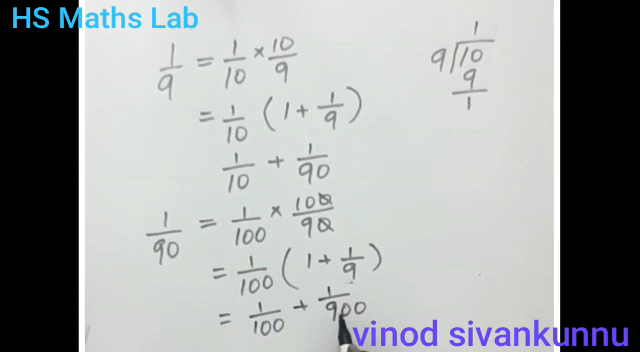 HS Maths Lab
1/9 = 1/10 × 10/9
= 1/10 (1 + 1/9)
1/10 + 1/90
1/90 = 1/100 × 100/90
= 1/100 (1 + 1/9)
= 1/100 + 1/900
1
9 10
9
1
vinod sivankunnu